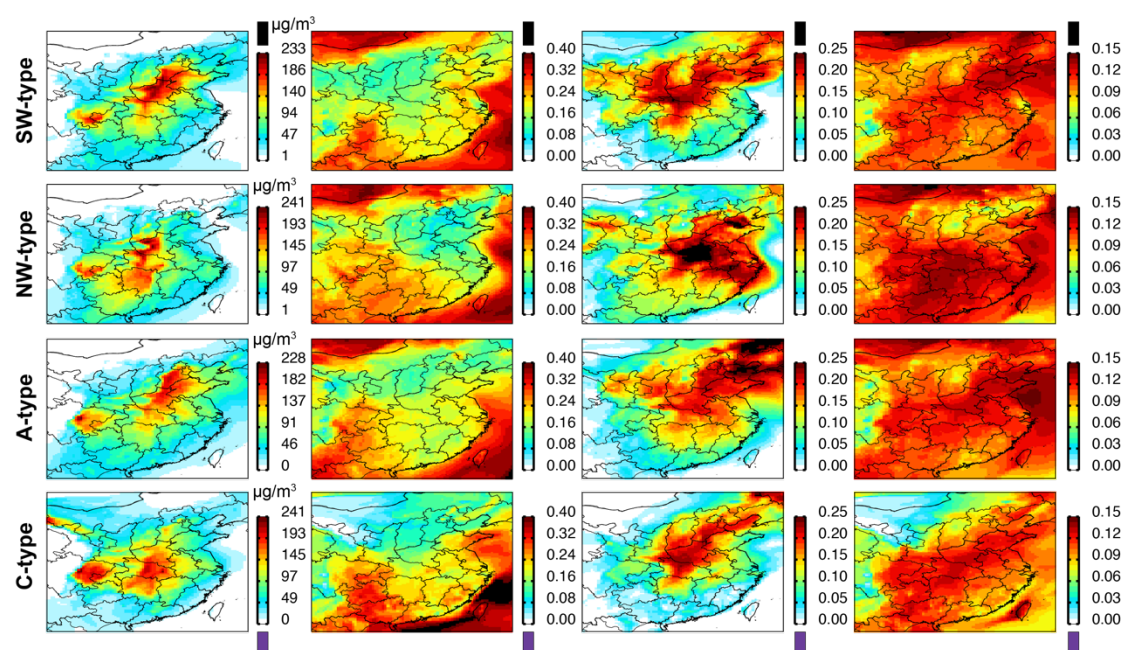 µg/m³
SW-type
233 0.40 0.25 0.15
186 0.32 0.20 0.12
140 0.24 0.15 0.09
94 0.16 0.10 0.06
47 0.08 0.05 0.03
1 0.00 0.00 0.00
µg/m³
NW-type
241 0.40 0.25 0.15
193 0.32 0.20 0.12
145 0.24 0.15 0.09
97 0.16 0.10 0.06
49 0.08 0.05 0.03
1 0.00 0.00 0.00
µg/m³
A-type
228 0.40 0.25 0.15
182 0.32 0.20 0.12
137 0.24 0.15 0.09
91 0.16 0.10 0.06
46 0.08 0.05 0.03
0 0.00 0.00 0.00
µg/m³
C-type
241 0.40 0.25 0.15
193 0.32 0.20 0.12
145 0.24 0.15 0.09
97 0.16 0.10 0.06
49 0.08 0.05 0.03
0 0.00 0.00 0.00